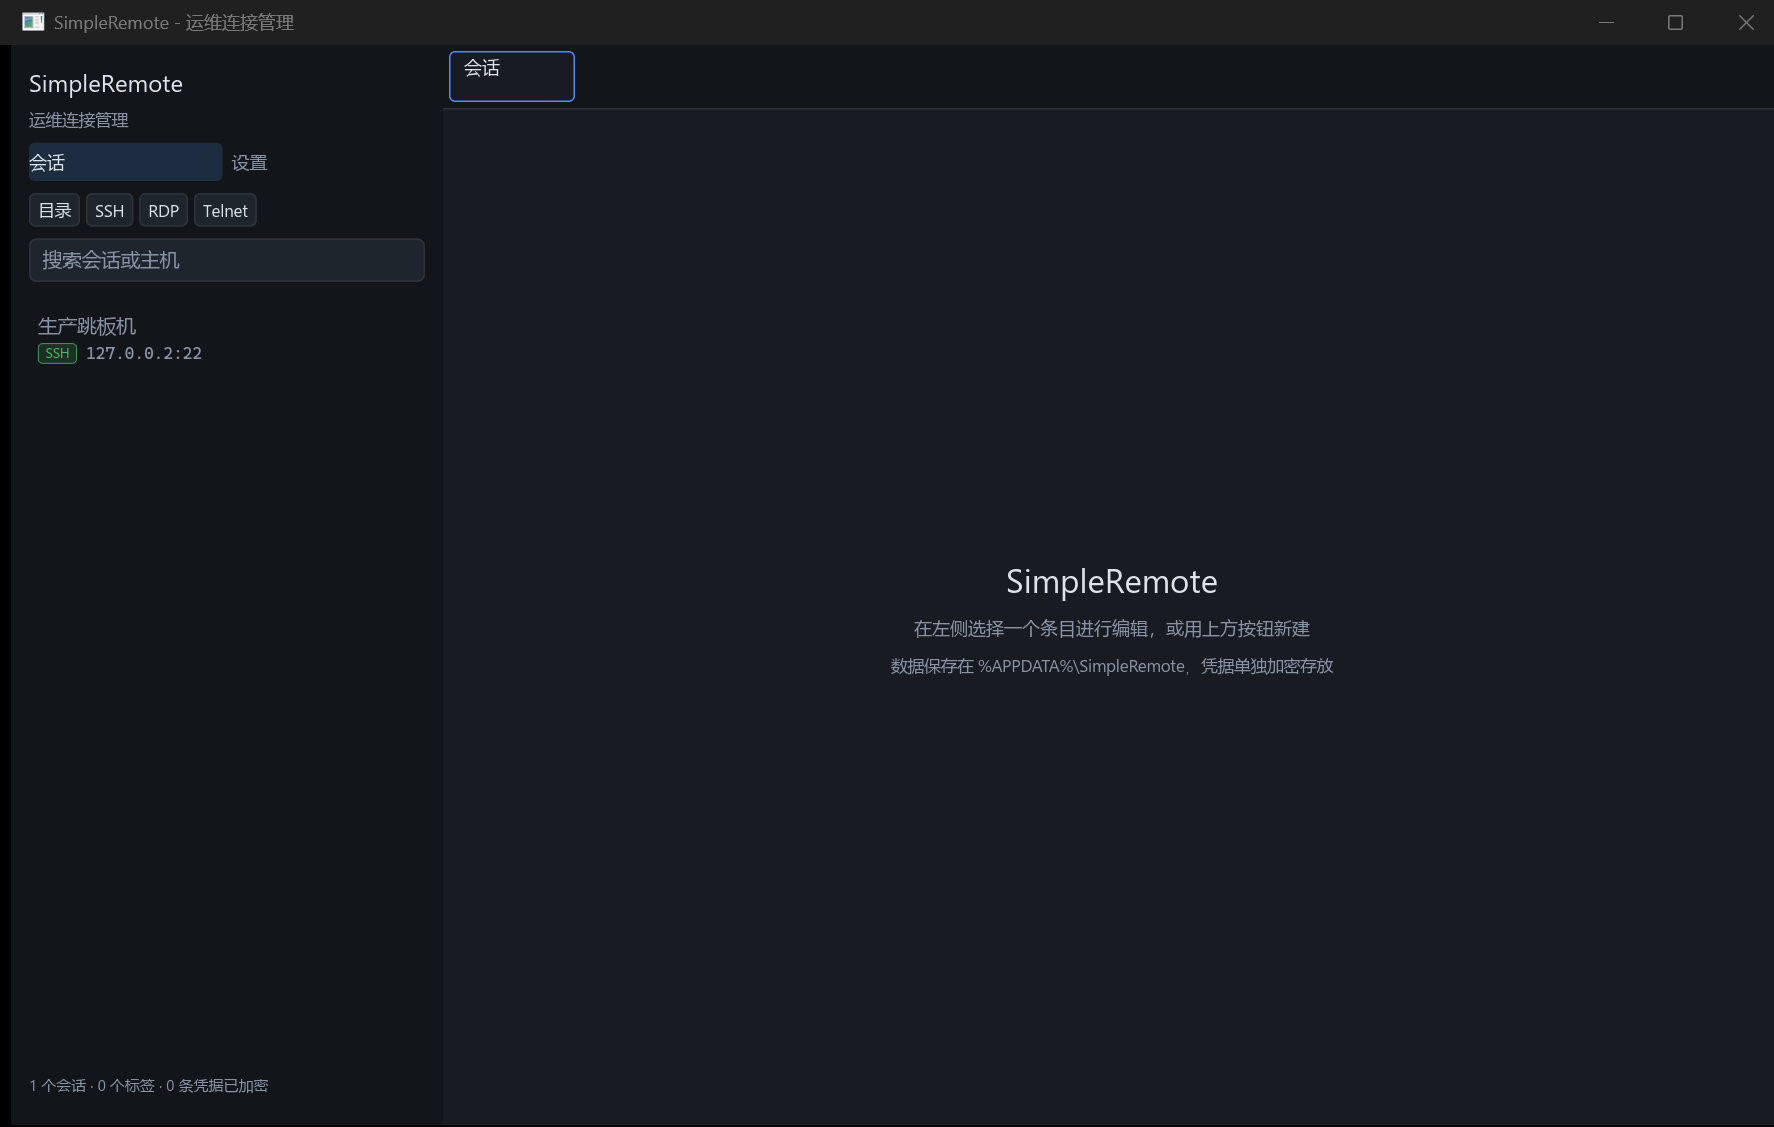 SimpleRemote - 运维连接管理
SimpleRemote
运维连接管理
会话 设置
目录 SSH RDP Telnet
搜索会话或主机
生产跳板机
SSH 127.0.0.2:22
1 个会话 · 0 个标签 · 0 条凭据已加密
会话
SimpleRemote
在左侧选择一个条目进行编辑，或用上方按钮新建
数据保存在 %APPDATA%\SimpleRemote，凭据单独加密存放